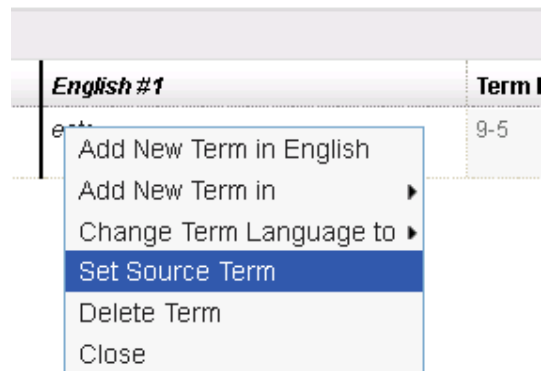 English #1
9-5
Add New Term in English
Add New Term in
Change Term Language to
Set Source Term
Delete Term
Close
Term